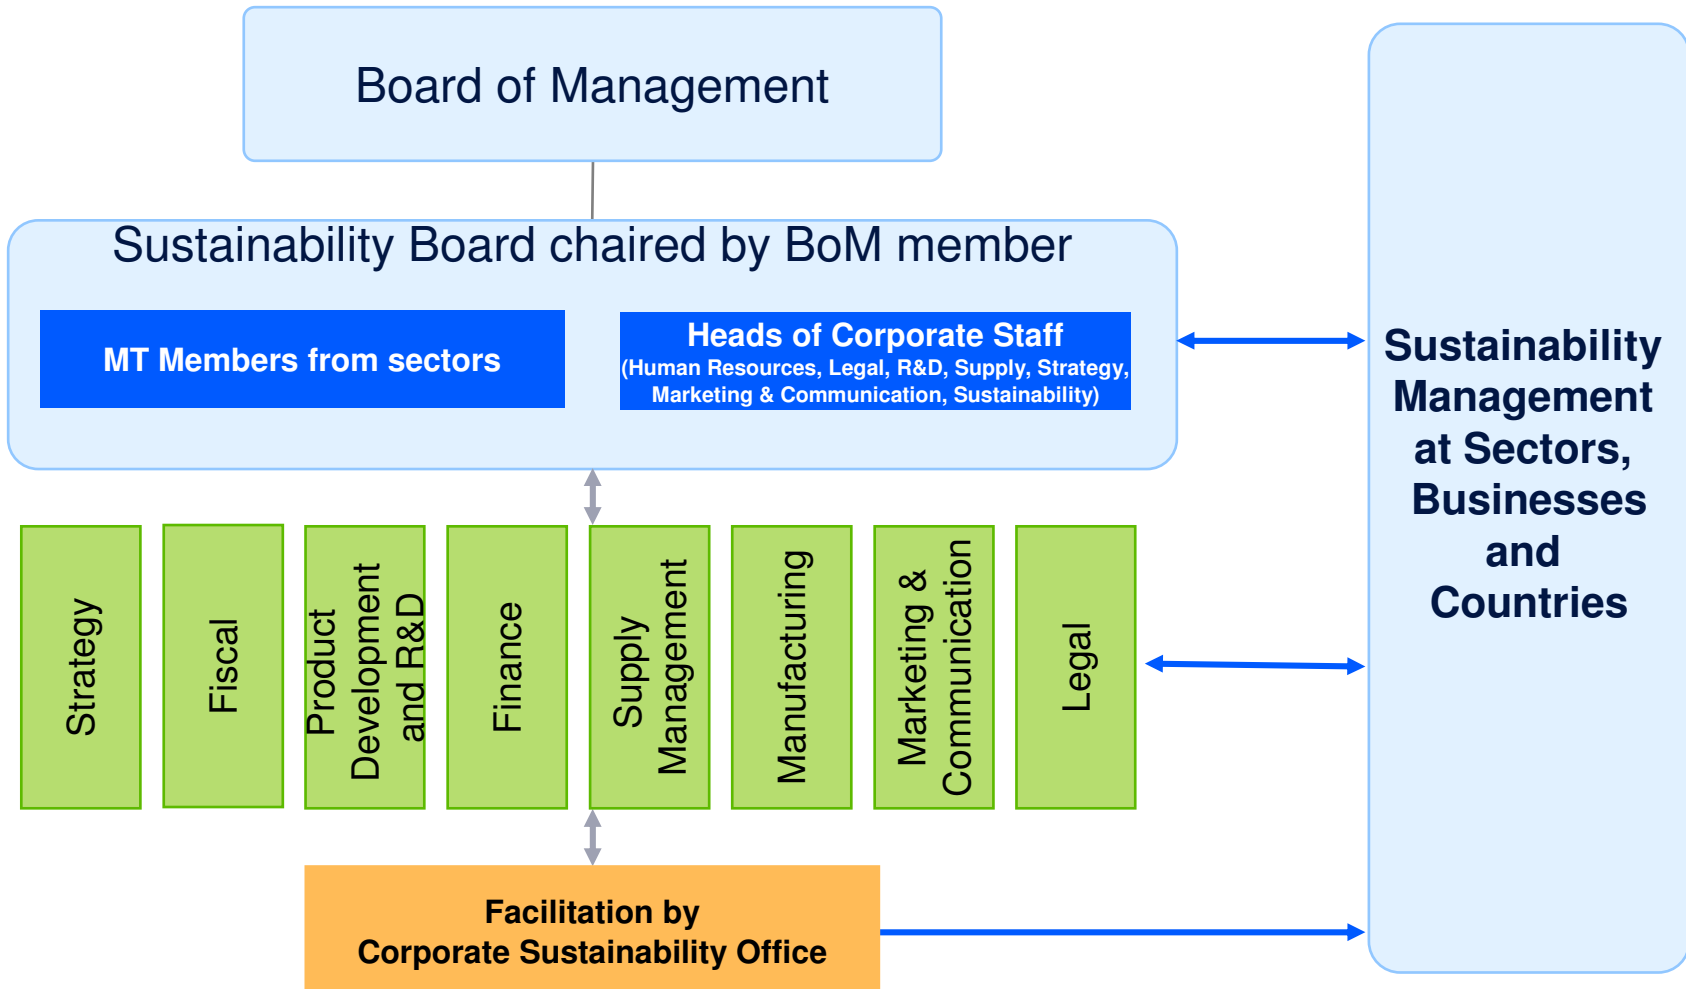 Board of Management
Sustainability Board chaired by BoM member
MT Members from sectors
Heads of Corporate Staff
(Human Resources, Legal, R&D, Supply, Strategy,
Marketing & Communication, Sustainability)
Sustainability
Management
at Sectors,
Businesses
and
Countries
Strategy
Fiscal
Product
Development
and R&D
Finance
Supply
Management
Manufacturing
Marketing &
Communication
Legal
Facilitation by
Corporate Sustainability Office